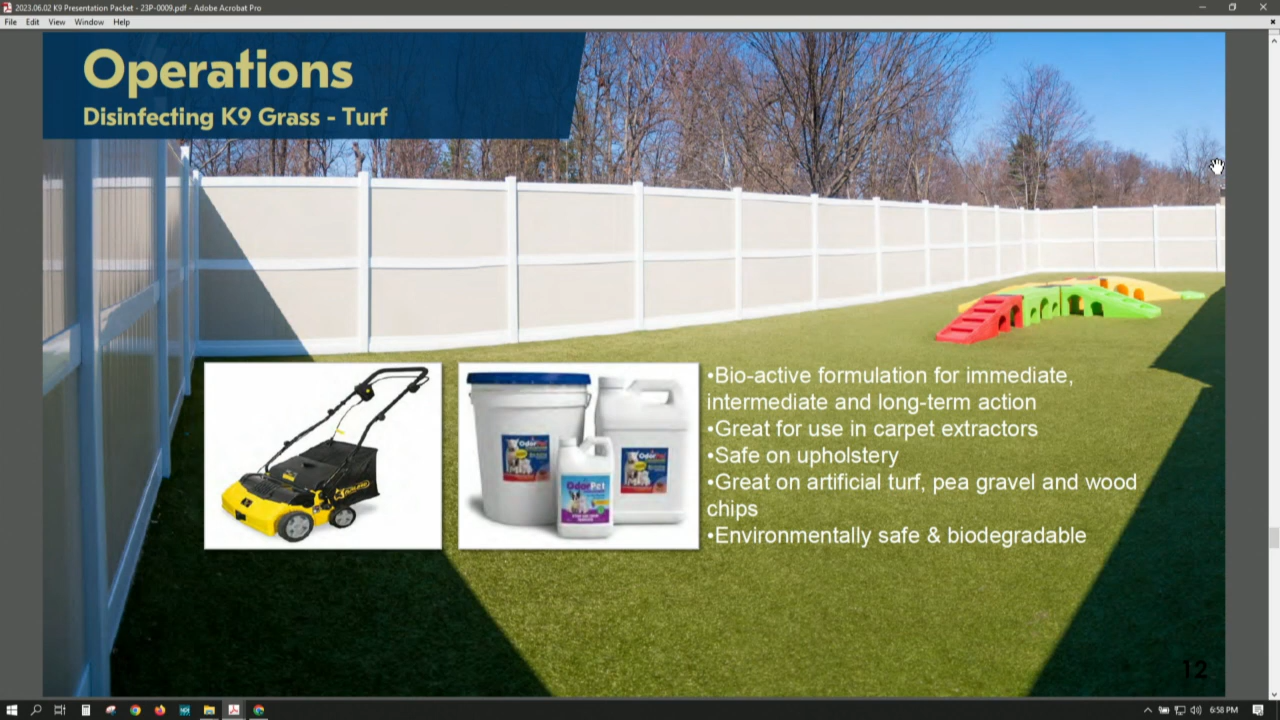 2023.06.02 K9 Presentation Packet - 23P-0009.pdf - Adobe Acrobat Pro
File Edit View Window Help
Operations
Disinfecting K9 Grass - Turf
OdorPet
OdorPet
OdorPet
•Bio-active formulation for immediate,
intermediate and long-term action
•Great for use in carpet extractors
•Safe on upholstery
•Great on artificial turf, pea gravel and wood
chips
•Environmentally safe & biodegradable
12
6:58 PM